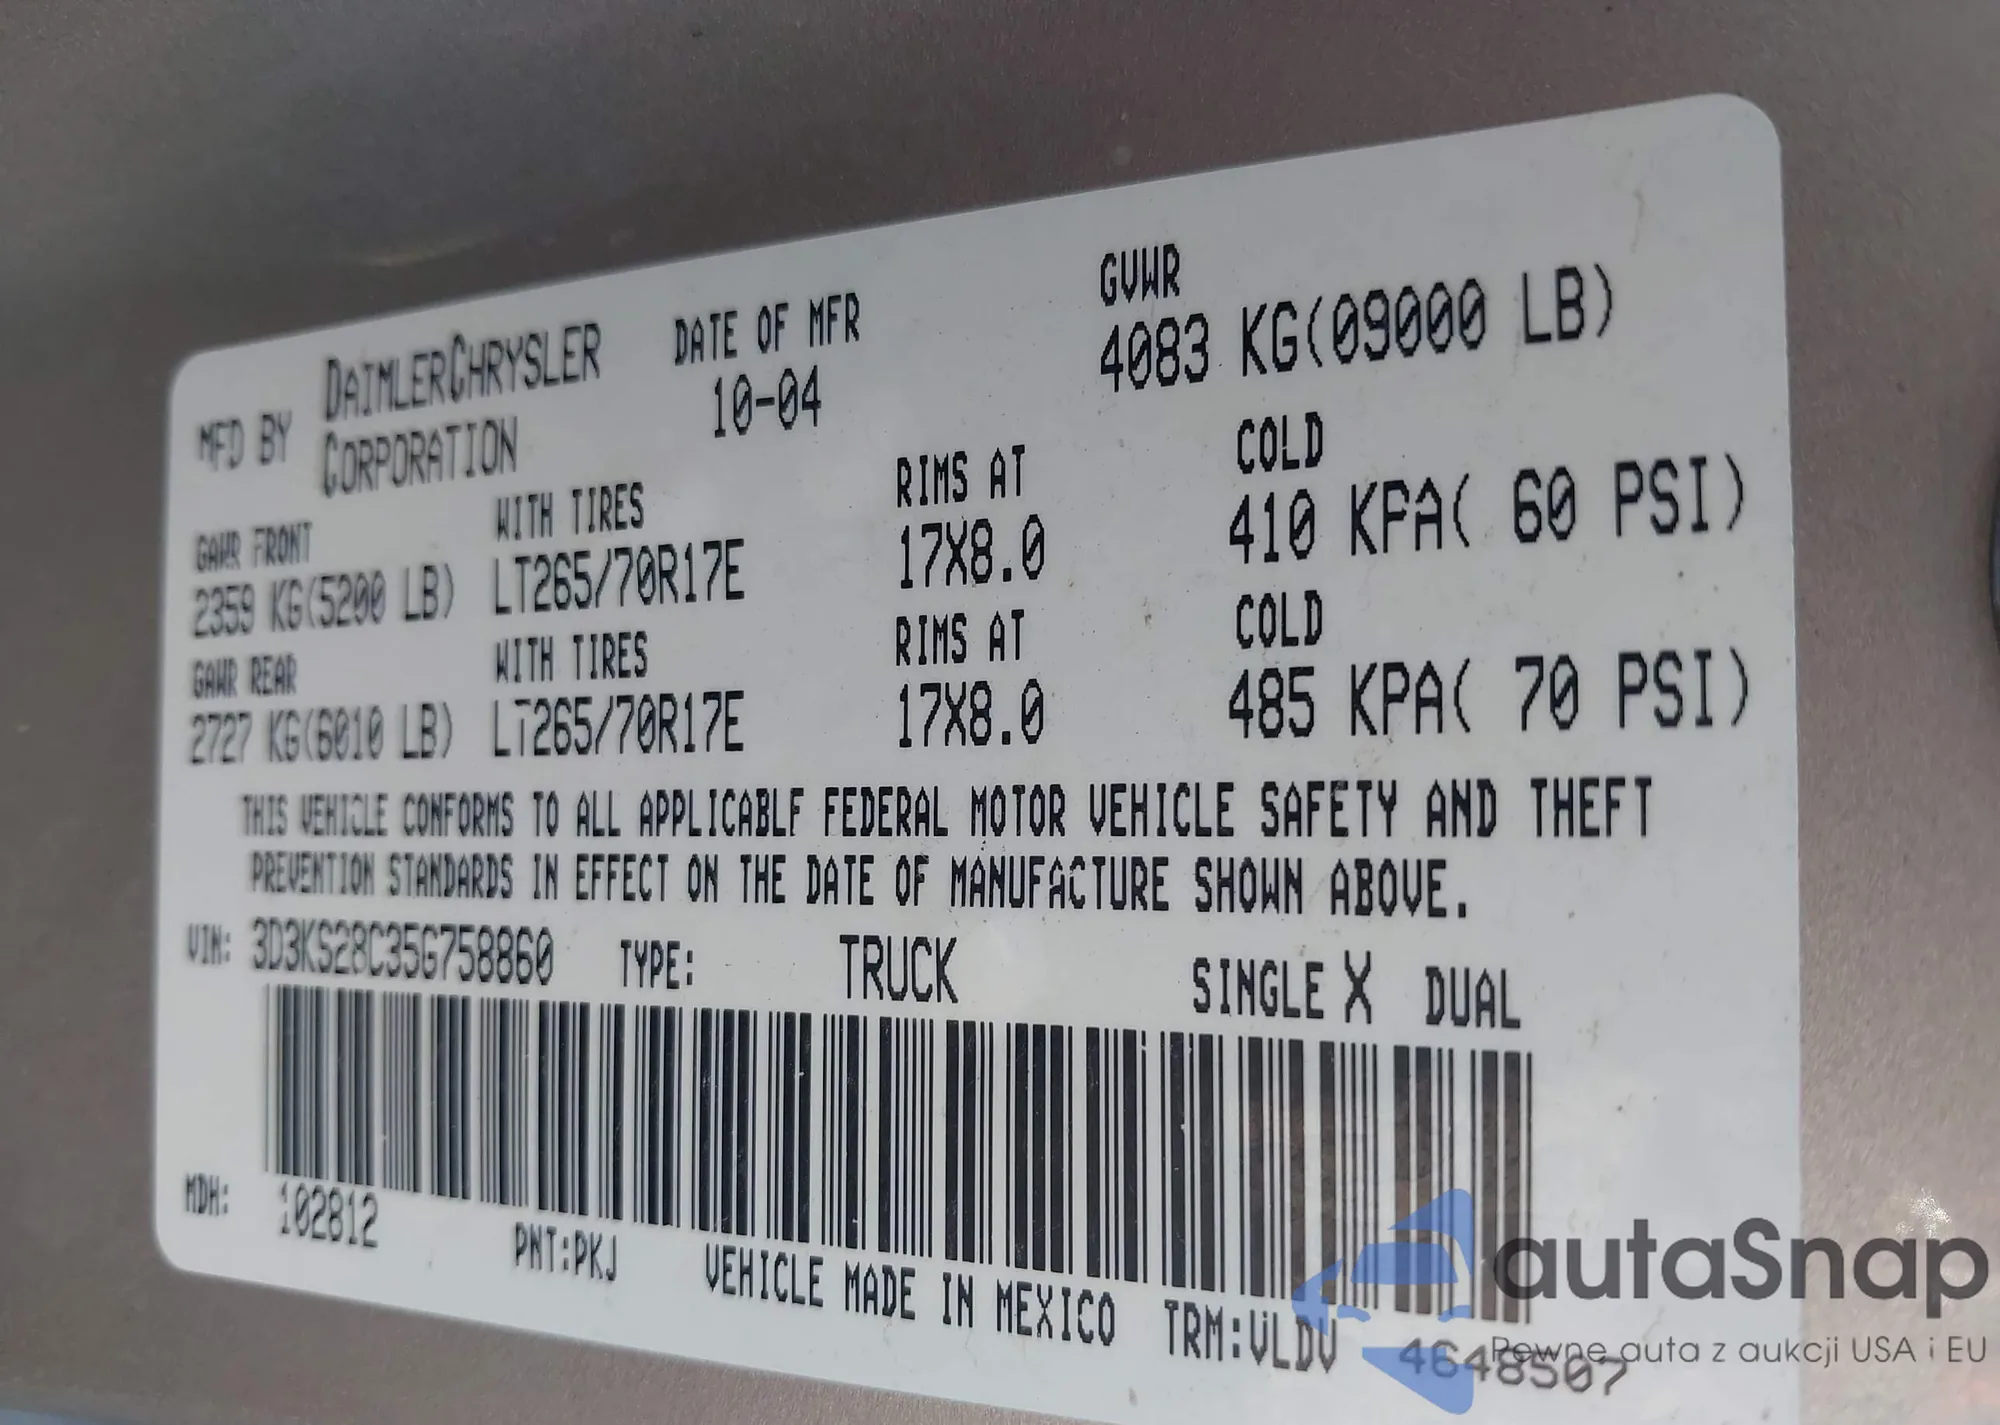 MFD BY DAIMLERCHRYSLER CORPORATION
DATE OF MFR
10-04
GVWR
4083 KG(09000 LB)
GAWR FRONT WITH TIRES RIMS AT COLD
2359 KG(5200 LB) LT265/70R17E 17X8.0 410 KPA( 60 PSI)
GAWR REAR WITH TIRES RIMS AT COLD
2727 KG(6010 LB) LT265/70R17E 17X8.0 485 KPA( 70 PSI)
THIS VEHICLE CONFORMS TO ALL APPLICABLE FEDERAL MOTOR VEHICLE SAFETY AND THEFT
PREVENTION STANDARDS IN EFFECT ON THE DATE OF MANUFACTURE SHOWN ABOVE.
VIN: 3D3KS28C35G758860 TYPE: TRUCK SINGLE X DUAL
MDH: 102812 PNT:PKJ VEHICLE MADE IN MEXICO TRM:VLDV 4648507
autaSnap
Pewne auta z aukcji USA i EU